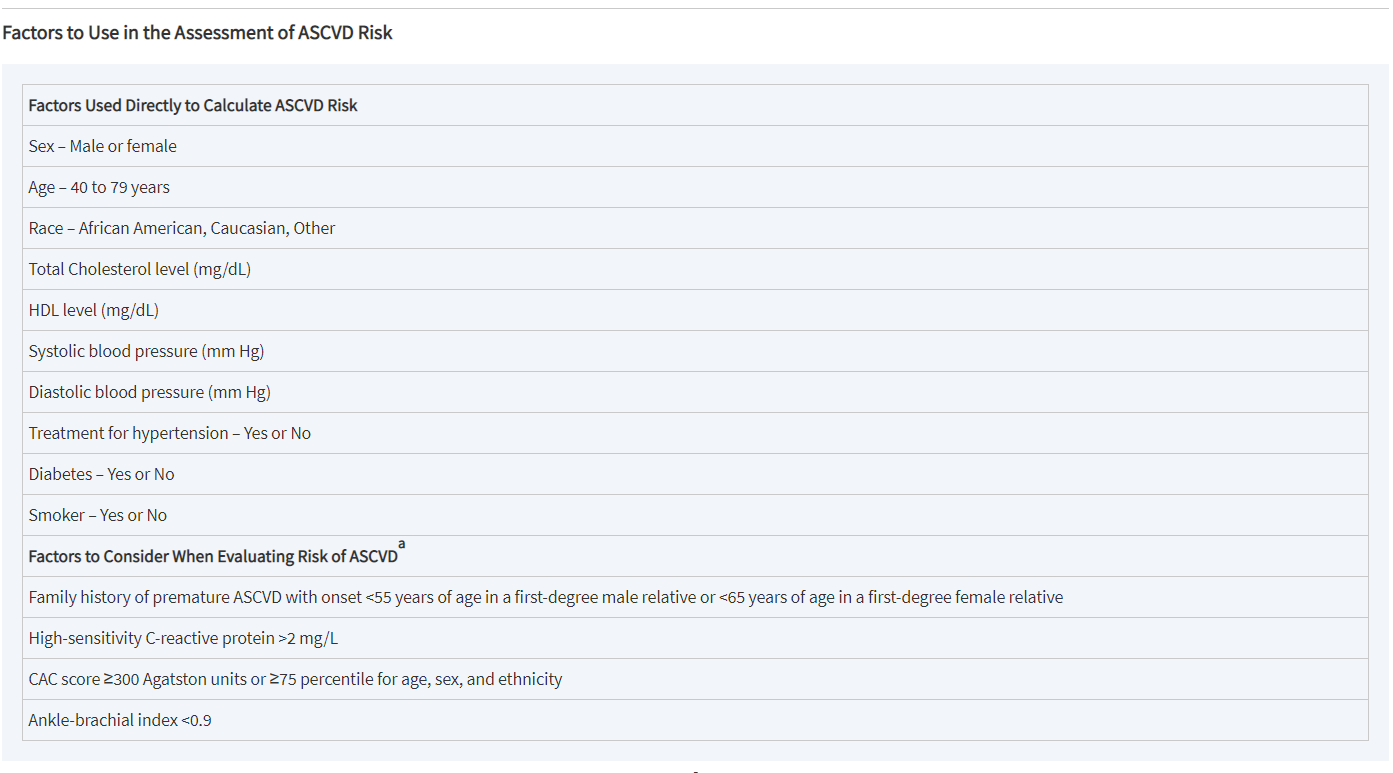 Factors to Use in the Assessment of ASCVD Risk
Factors Used Directly to Calculate ASCVD Risk
Sex – Male or female
Age – 40 to 79 years
Race – African American, Caucasian, Other
Total Cholesterol level (mg/dL)
HDL level (mg/dL)
Systolic blood pressure (mm Hg)
Diastolic blood pressure (mm Hg)
Treatment for hypertension – Yes or No
Diabetes – Yes or No
Smoker – Yes or No
Factors to Consider When Evaluating Risk of ASCVDa
Family history of premature ASCVD with onset <55 years of age in a first-degree male relative or <65 years of age in a first-degree female relative
High-sensitivity C-reactive protein >2 mg/L
CAC score ≥300 Agatston units or ≥75 percentile for age, sex, and ethnicity
Ankle-brachial index <0.9